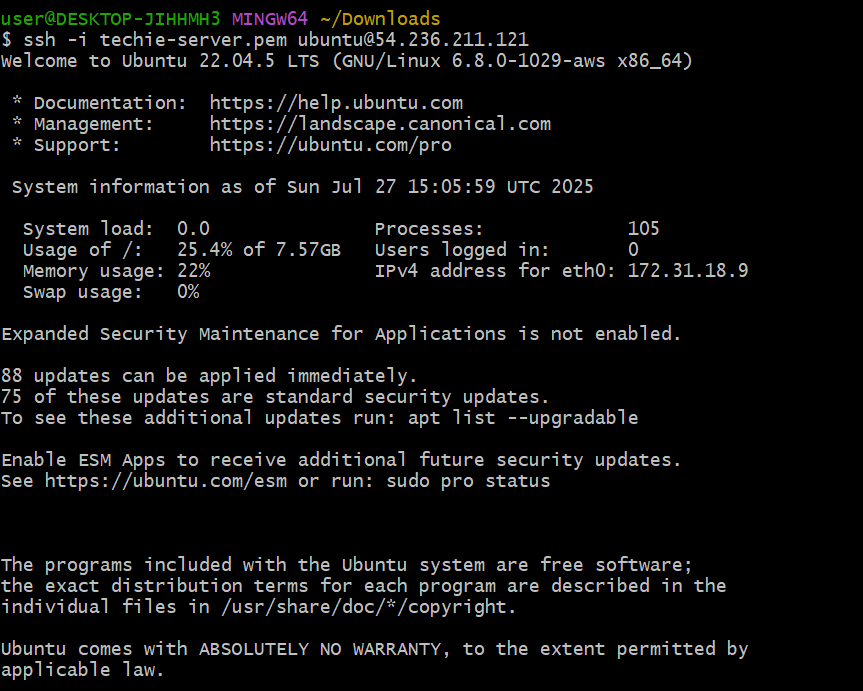 user@DESKTOP-JIHHMH3 MINGW64 ~/Downloads
$ ssh -i techie-server.pem ubuntu@54.236.211.121
Welcome to Ubuntu 22.04.5 LTS (GNU/Linux 6.8.0-1029-aws x86_64)

 * Documentation:  https://help.ubuntu.com
 * Management:     https://landscape.canonical.com
 * Support:        https://ubuntu.com/pro

 System information as of Sun Jul 27 15:05:59 UTC 2025

  System load:  0.0               Processes:             105
  Usage of /:   25.4% of 7.57GB   Users logged in:       0
  Memory usage: 22%               IPv4 address for eth0: 172.31.18.9
  Swap usage:   0%

Expanded Security Maintenance for Applications is not enabled.

88 updates can be applied immediately.
75 of these updates are standard security updates.
To see these additional updates run: apt list --upgradable

Enable ESM Apps to receive additional future security updates.
See https://ubuntu.com/esm or run: sudo pro status

The programs included with the Ubuntu system are free software;
the exact distribution terms for each program are described in the
individual files in /usr/share/doc/*/copyright.

Ubuntu comes with ABSOLUTELY NO WARRANTY, to the extent permitted by
applicable law.